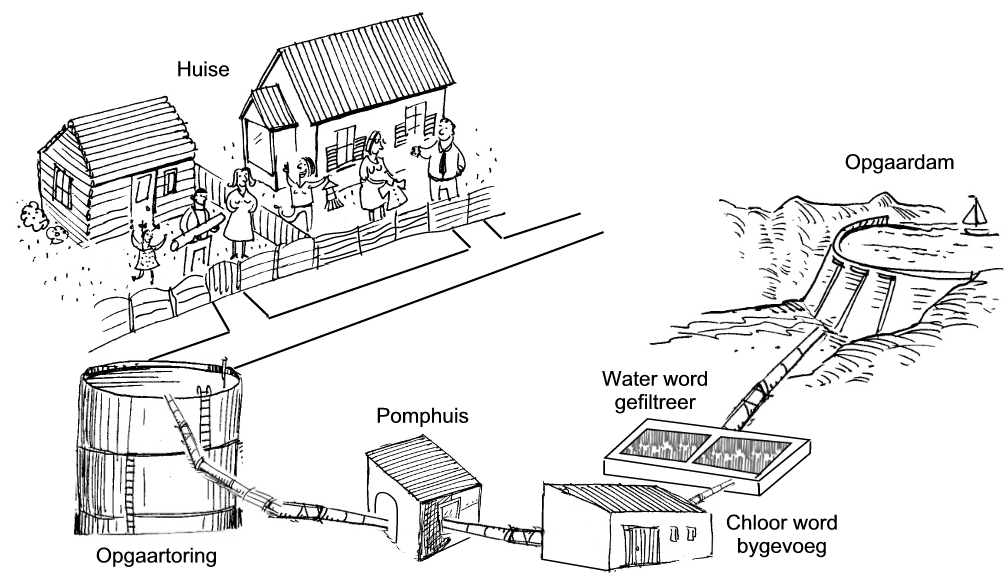 Huise
Opgaardam
Water word
gefiltreer
Pomphuis
Chloor word
bygevoeg
Opgaartoring